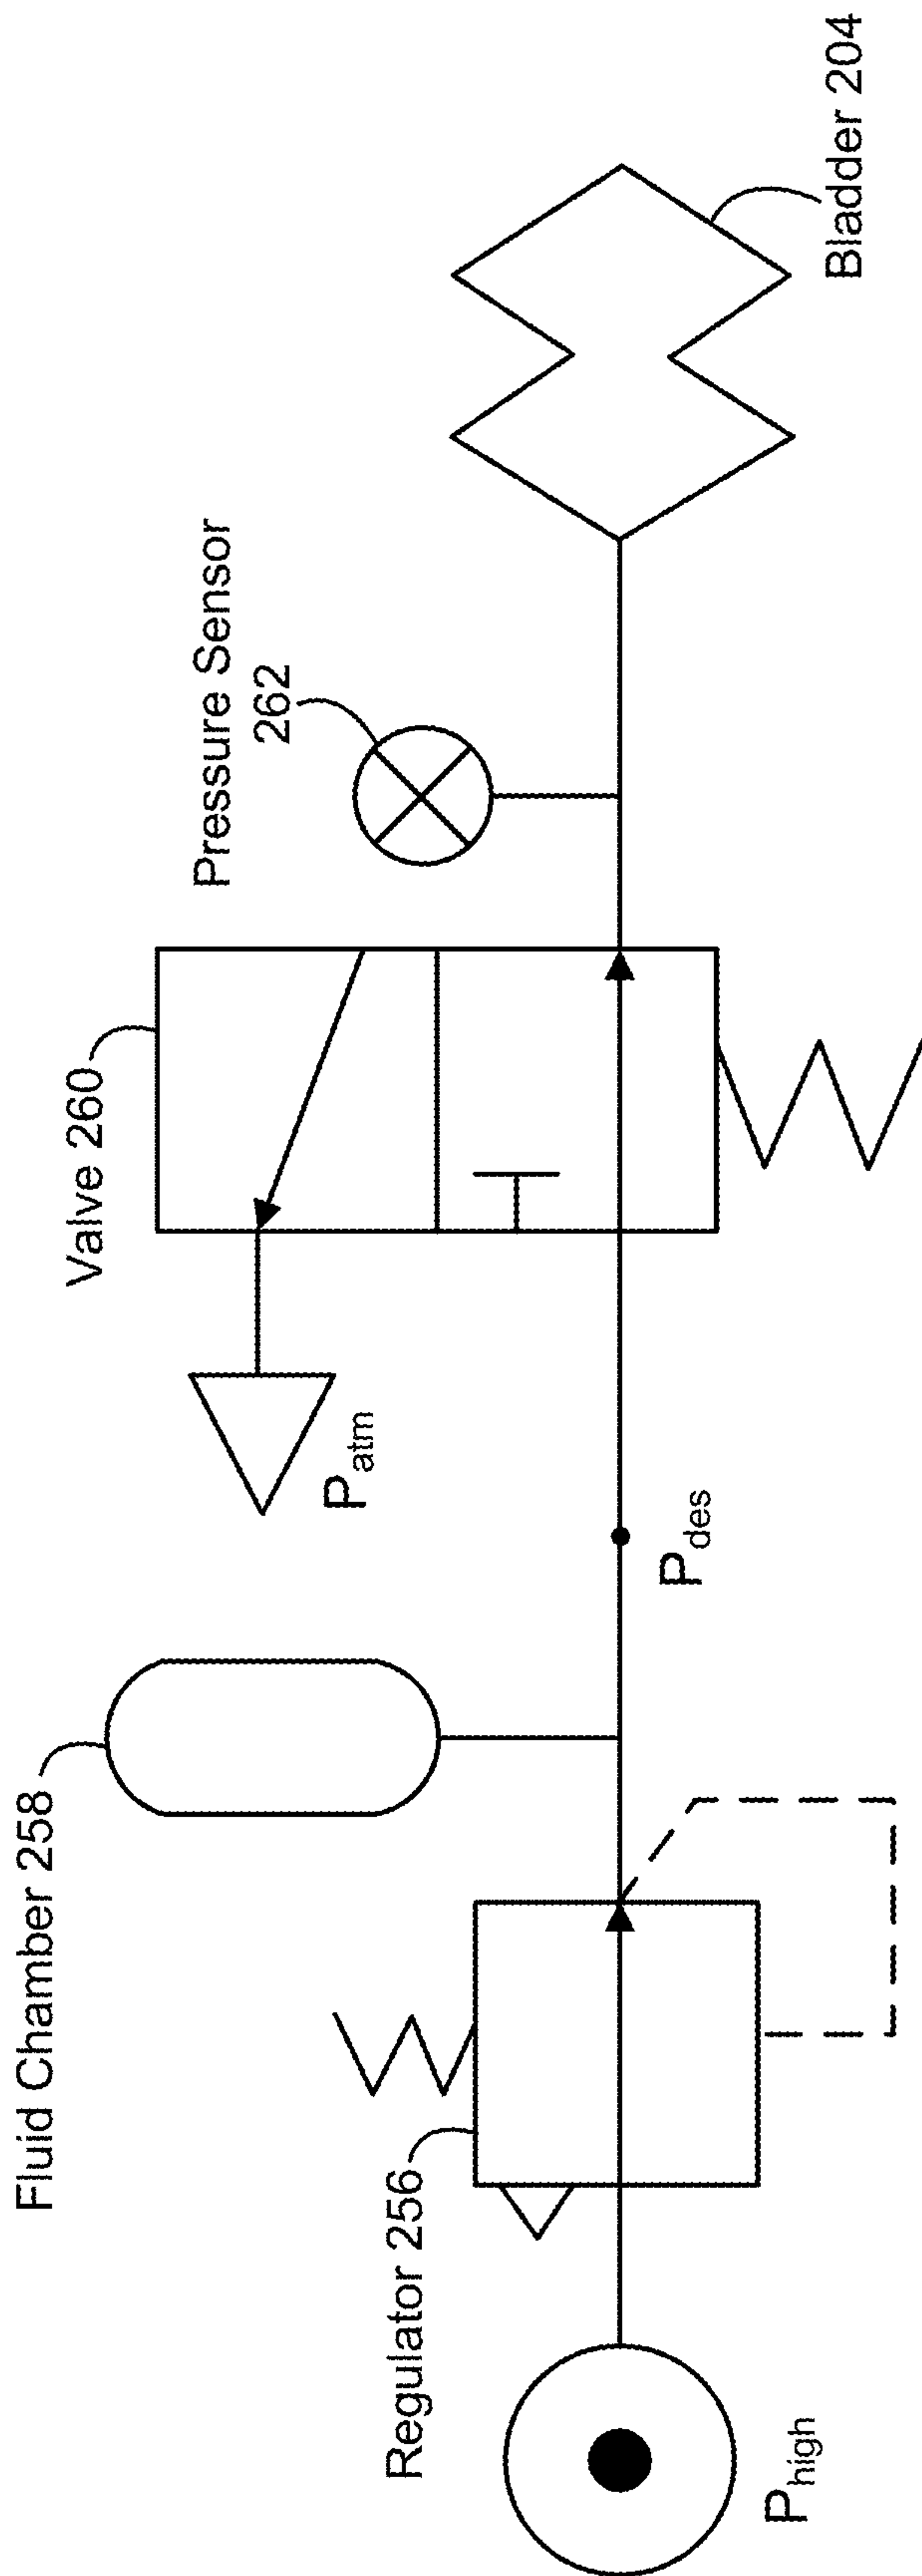 Fluid Chamber 258
Valve 260
Pressure Sensor
262
Regulator 256
P_atm
P_high
P_des
Bladder 204